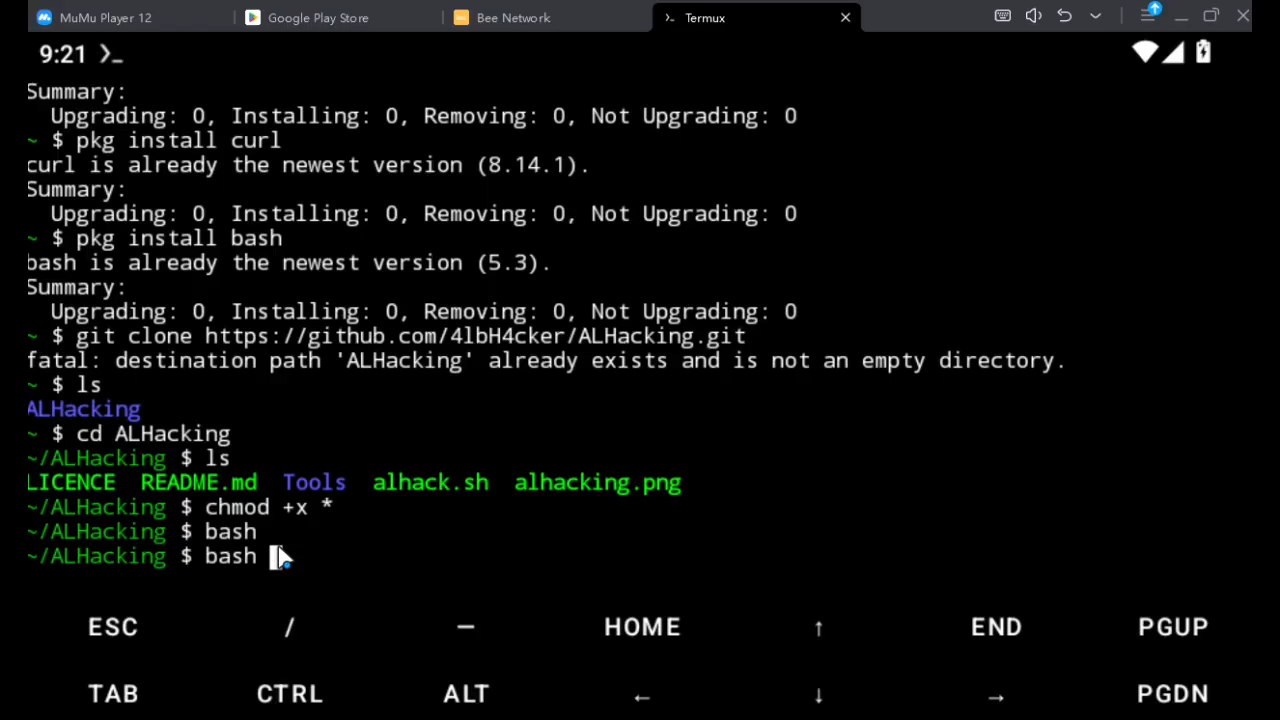 MuMu Player 12
Google Play Store
Bee Network
Termux
9:21
Summary:
Upgrading: 0, Installing: 0, Removing: 0, Not Upgrading: 0
~ $ pkg install curl
curl is already the newest version (8.14.1).
Summary:
Upgrading: 0, Installing: 0, Removing: 0, Not Upgrading: 0
~ $ pkg install bash
bash is already the newest version (5.3).
Summary:
Upgrading: 0, Installing: 0, Removing: 0, Not Upgrading: 0
~ $ git clone https://github.com/4lbH4cker/ALHacking.git
fatal: destination path 'ALHacking' already exists and is not an empty directory.
~ $ ls
ALHacking
~ $ cd ALHacking
~/ALHacking $ ls
LICENCE README.md Tools alhack.sh alhacking.png
~/ALHacking $ chmod +x *
~/ALHacking $ bash
~/ALHacking $ bash
ESC / — HOME ↑ END PGUP
TAB CTRL ALT ← ↓ → PGDN